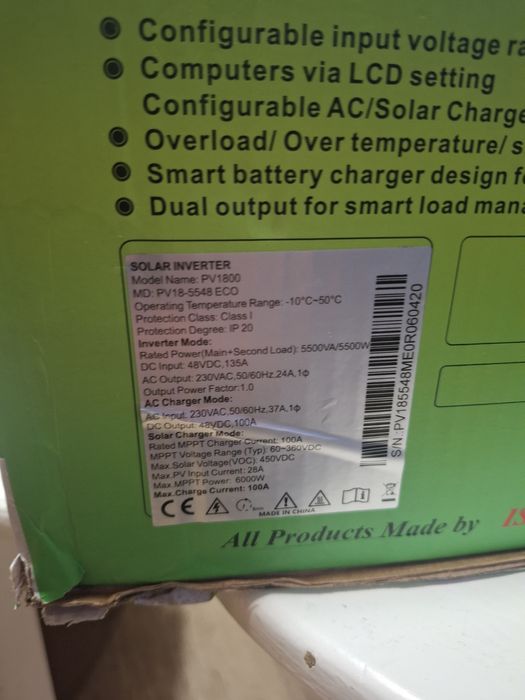 Configurable input voltage
Computers via LCD setting
Configurable AC/Solar
Overload/ Over temperature/
Smart battery charger design
Dual output for smart load
SOLAR INVERTER
Model Name: PV1800
MD: PV18-5548 ECO
Operating Temperature Range: -10°C~50°C
Protection Class: Class I
Protection Degree: IP 20
Inverter Mode:
Rated Power(Main+Second Load): 5500VA/5500W
DC Input: 48VDC,135A
AC Output: 230VAC,50/60Hz,24A,1ф
Output Power Factor:1.0
AC Charger Mode:
AC Input: 230VAC,50/60Hz,37A,1ф
DC Output: 48VDC,100A
Solar Charger Mode:
Rated MPPT Charger Current: 100A
MPPT Voltage Range (Typ): 60~360VDC
Max.Solar Voltage(VOC): 450VDC
Max.PV Input Current: 28A
Max.MPPT Power: 6000W
Max.Charge Current: 100A
CE
MADE IN CHINA
S/N:PV185548ME0R060420
All Products Made by